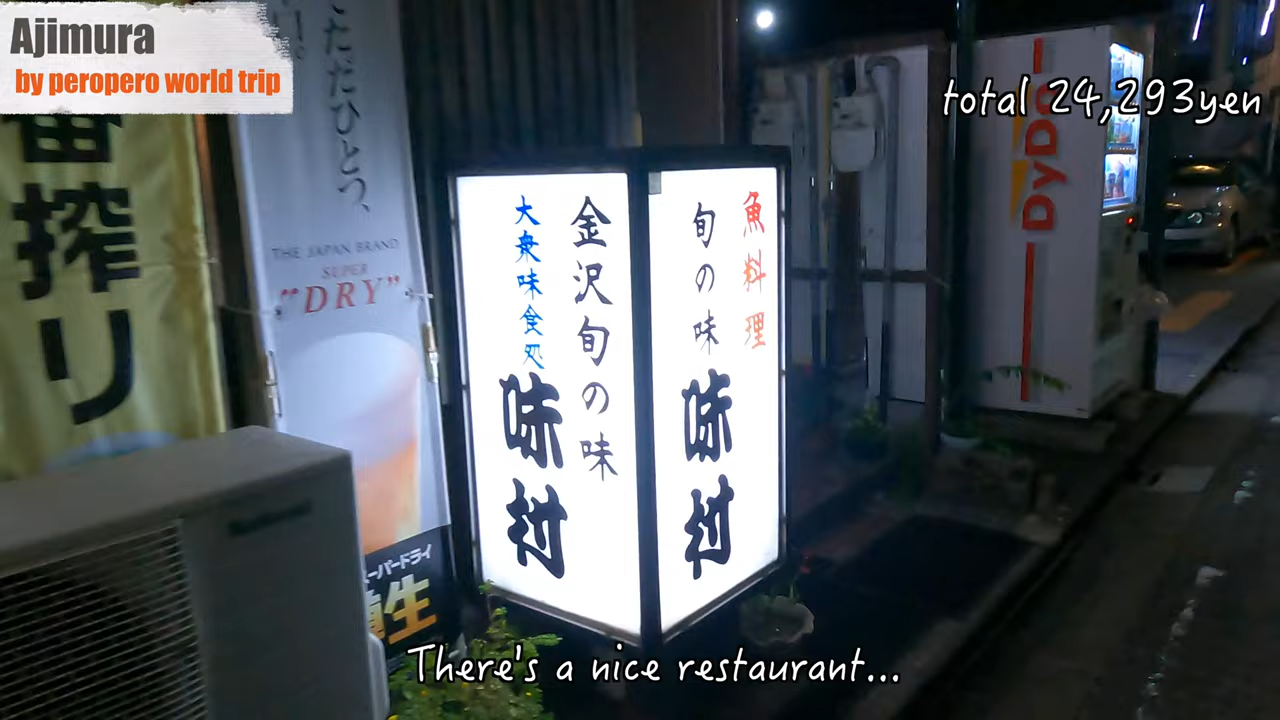 Ajimura
by peropero world trip
total 24,293yen
番搾り
こたたひとつ、
THE JAPAN BRAND
SUPER
"DRY"
ーパードライ
生
金沢旬の味
大衆味食処
味村
魚料理
旬の味
味村
DyDo
There's a nice restaurant...